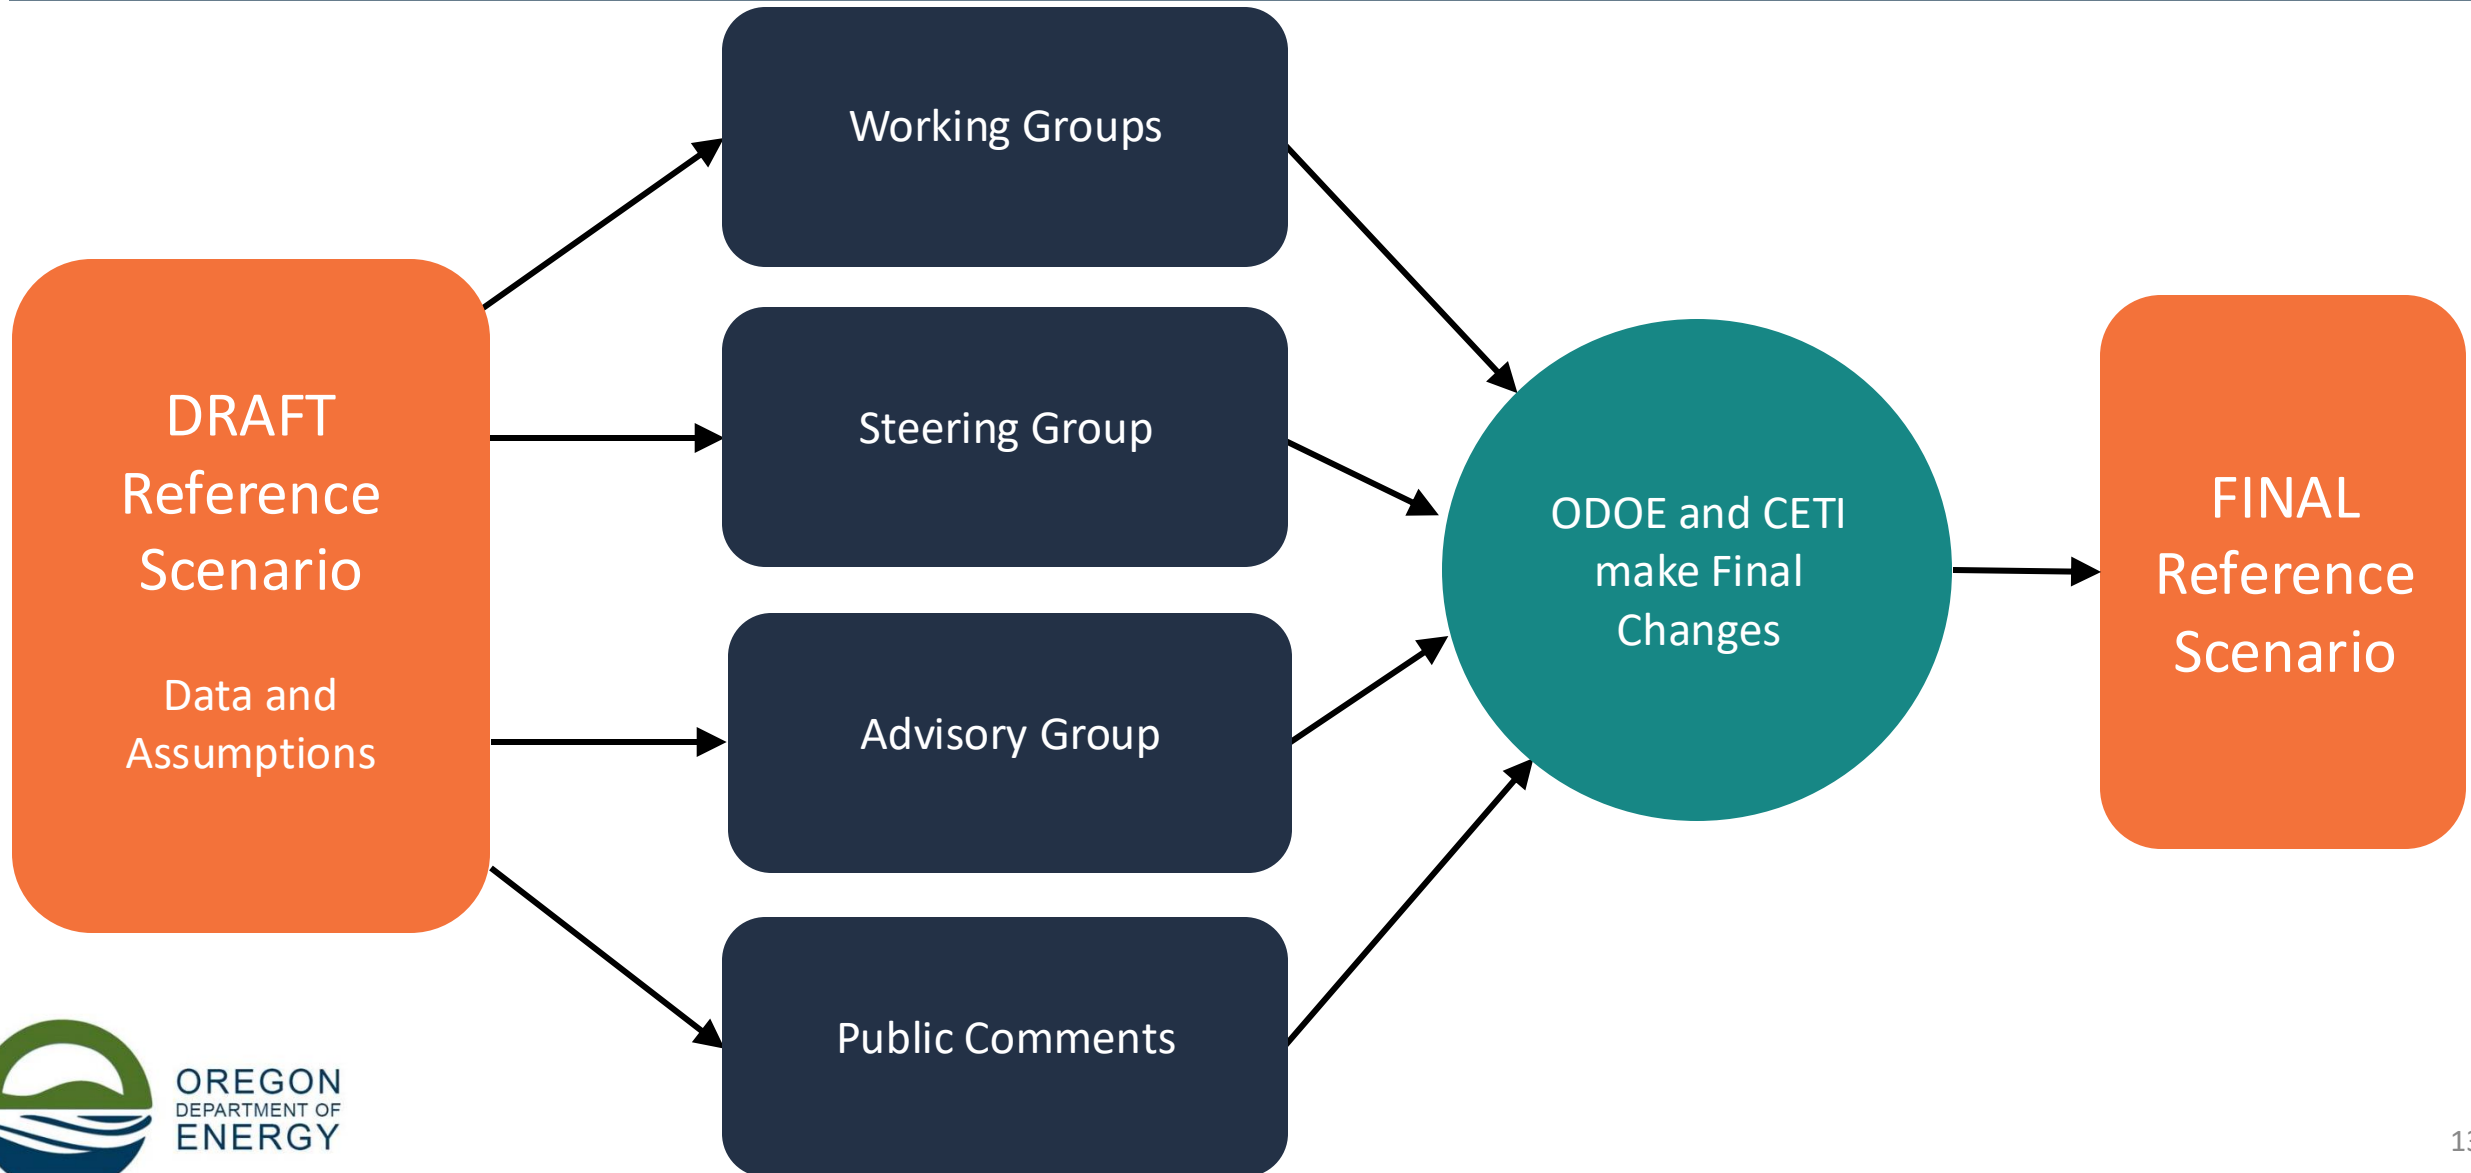 Working Groups
DRAFT
Reference
Scenario
Data and
Assumptions
Steering Group
Advisory Group
Public Comments
ODOE and CETI
make Final
Changes
FINAL
Reference
Scenario
OREGON
DEPARTMENT OF
ENERGY